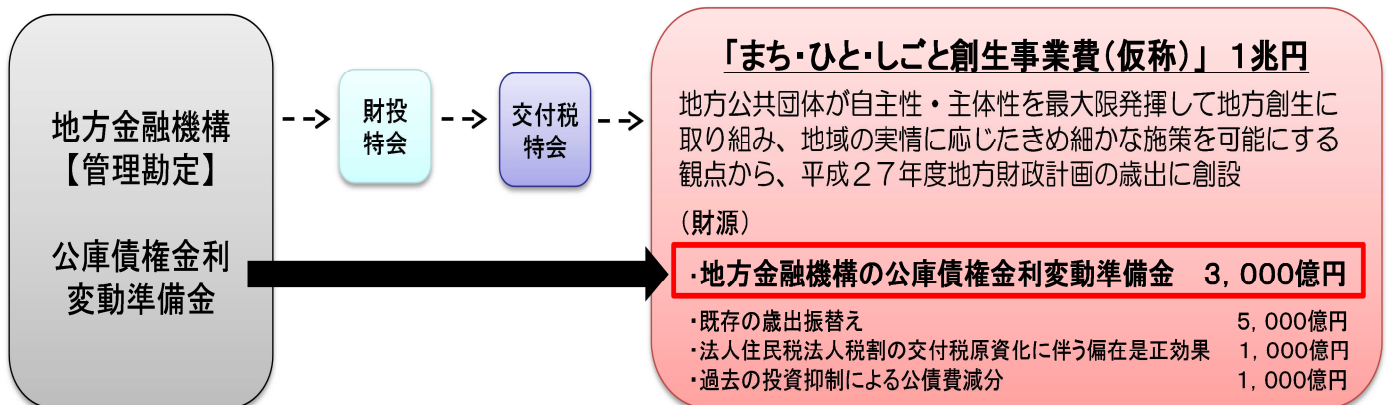 地方金融機構
【管理勘定】
公庫債権金利
変動準備金
財投
特会
交付税
特会
「まち・ひと・しごと創生事業費(仮称)」 1兆円
地方公共団体が自主性・主体性を最大限発揮して地方創生に
取り組み、地域の実情に応じたきめ細かな施策を可能にする
観点から、平成27年度地方財政計画の歳出に創設
(財源)
・地方金融機構の公庫債権金利変動準備金 3,000億円
・既存の歳出振替え 5,000億円
・法人住民税法人税割の交付税原資化に伴う偏在是正効果 1,000億円
・過去の投資抑制による公債費減分 1,000億円